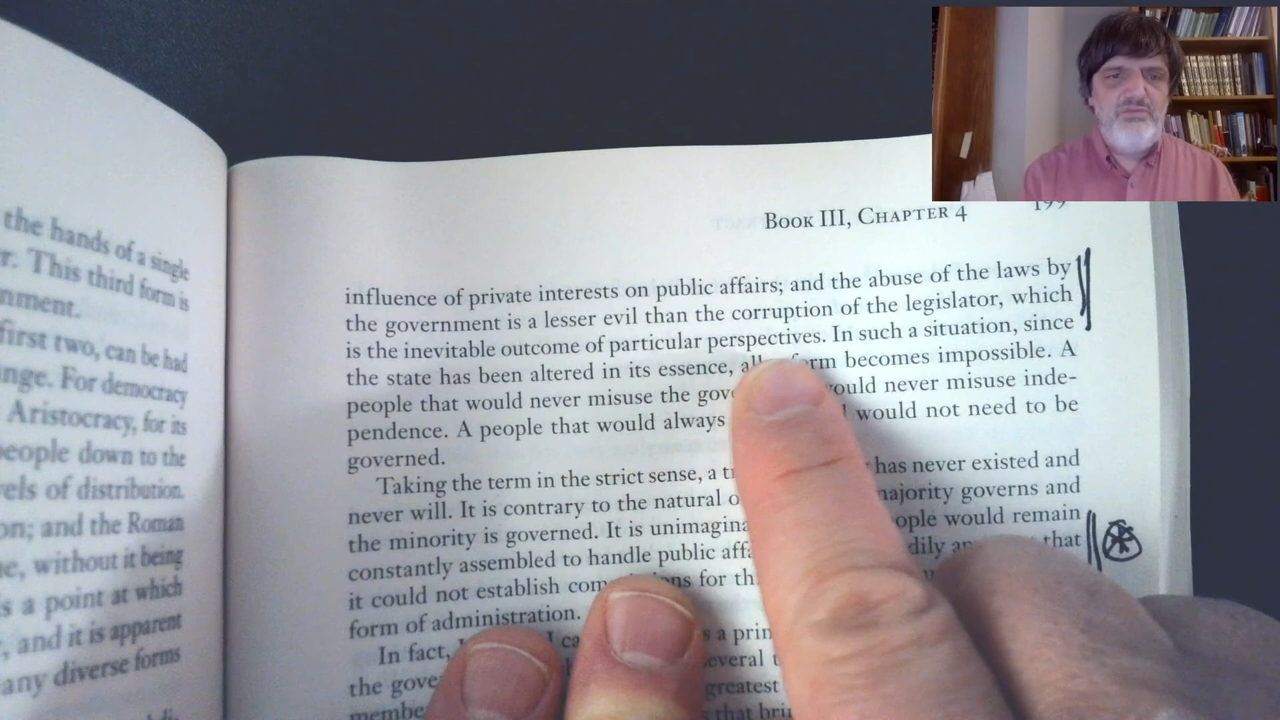 the hands of a single
r. This third form is
nment.
first two, can be had
nge. For democracy
Aristocracy, for its
people down to the
vels of distribution.
on; and the Roman
e, without it being
s a point at which
, and it is apparent
any diverse forms
Book III, Chapter 4 199
influence of private interests on public affairs; and the abuse of the laws by
the government is a lesser evil than the corruption of the legislator, which
is the inevitable outcome of particular perspectives. In such a situation, since
the state has been altered in its essence, all form becomes impossible. A
people that would never misuse the gov would never misuse inde-
pendence. A people that would always would not need to be
governed.
Taking the term in the strict sense, a has never existed and
never will. It is contrary to the natural majority governs and
the minority is governed. It is unimagina ople would remain
constantly assembled to handle public affa dily that
it could not establish for
form of administration.
In fact, I a prin
the gove several
membe greatest
that bri